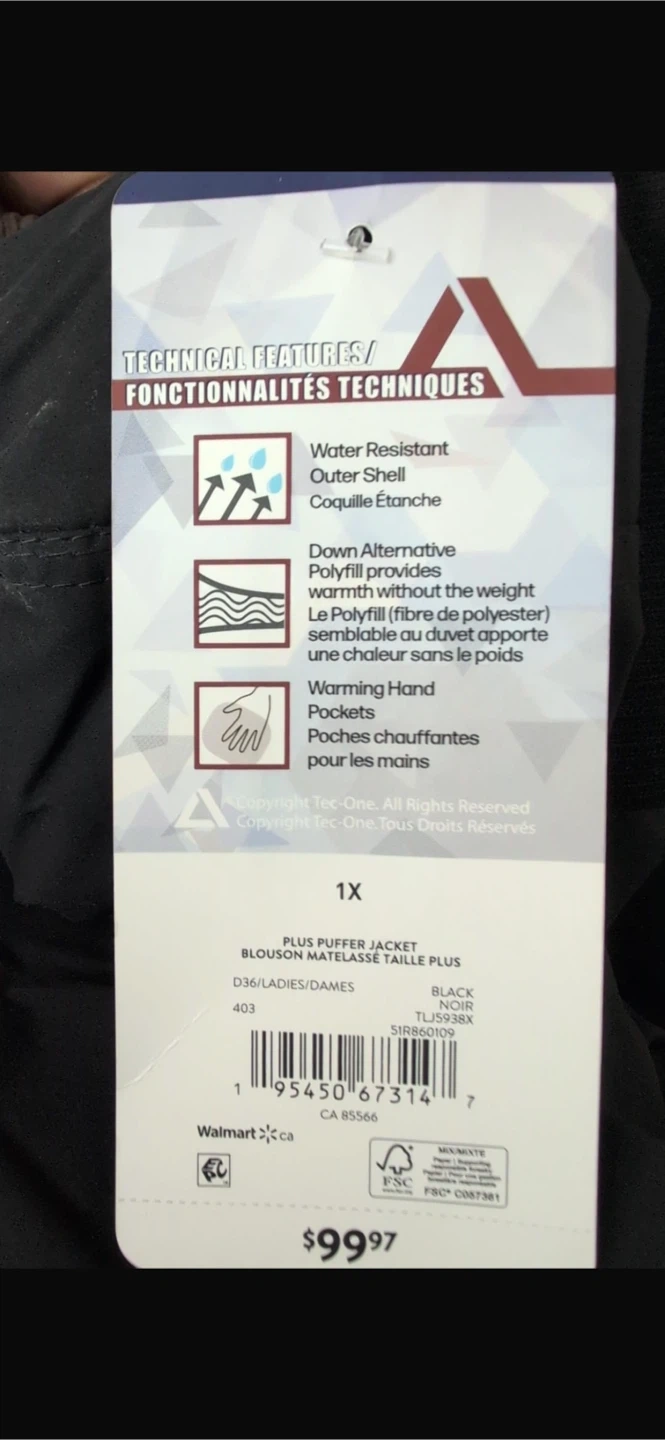 TECHNICAL FEATURES/
FONCTIONNALITÉS TECHNIQUES
Water Resistant
Outer Shell
Coquille Étanche
Down Alternative
Polyfill provides
warmth without the weight
Le Polyfill (fibre de polyester)
semblable au duvet apporte
une chaleur sans le poids
Warming Hand
Pockets
Poches chauffantes
pour les mains
Copyright Tec-One. All Rights Reserved
Copyright Tec-One.Tous Droits Réservés
1X
PLUS PUFFER JACKET
BLOUSON MATELASSÉ TAILLE PLUS
D36/LADIES/DAMES
BLACK
403
NOIR
TLJ5938X
51R860109
1 95450 67314 7
CA 85566
Walmart ca
FSC
MIX/MIXTE
FSC® C057361
$99 97